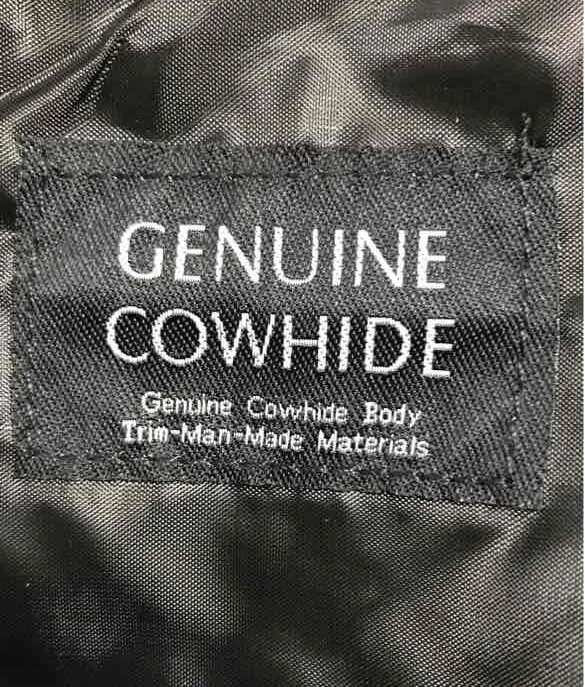 GENUINE
COWHIDE
Genuine Cowhide Body
Trim-Man-Made Materials